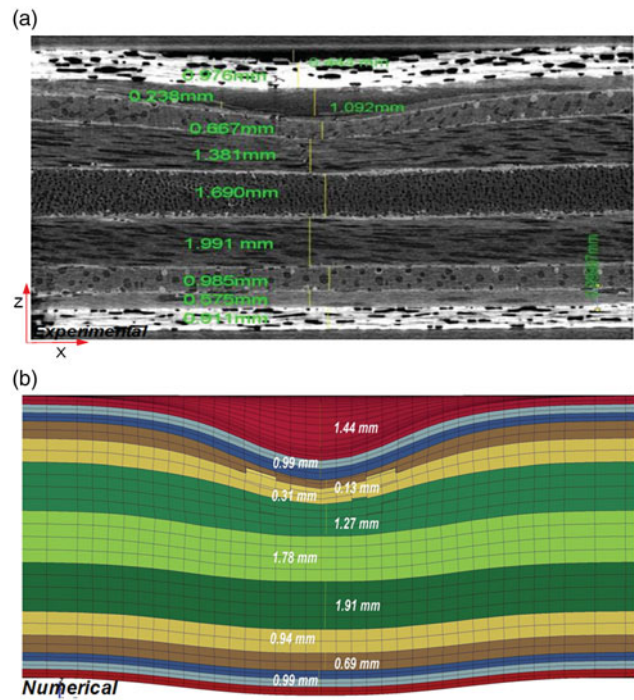 (a)
0.976mm
0.238mm
1.092mm
0.667mm
1.381mm
1.690mm
1.991 mm
0.985mm
0.575mm
0.911mm
z
Experimental
x
(b)
1.44 mm
0.99 mm
0.13 mm
0.31 mm
1.27 mm
1.78 mm
1.91 mm
0.94 mm
0.69 mm
Numerical
0.99 mm